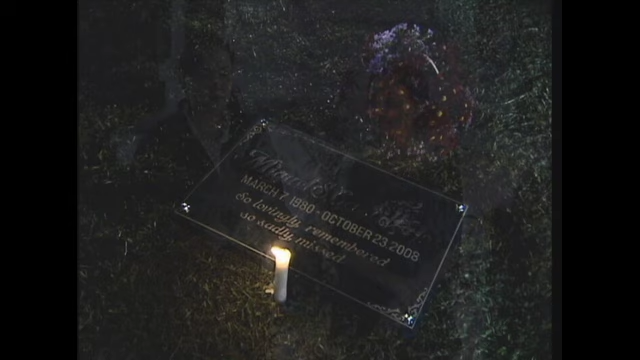 MARCH 7, 1980 - OCTOBER 23, 2008
So lovingly remembered
so sadly missed